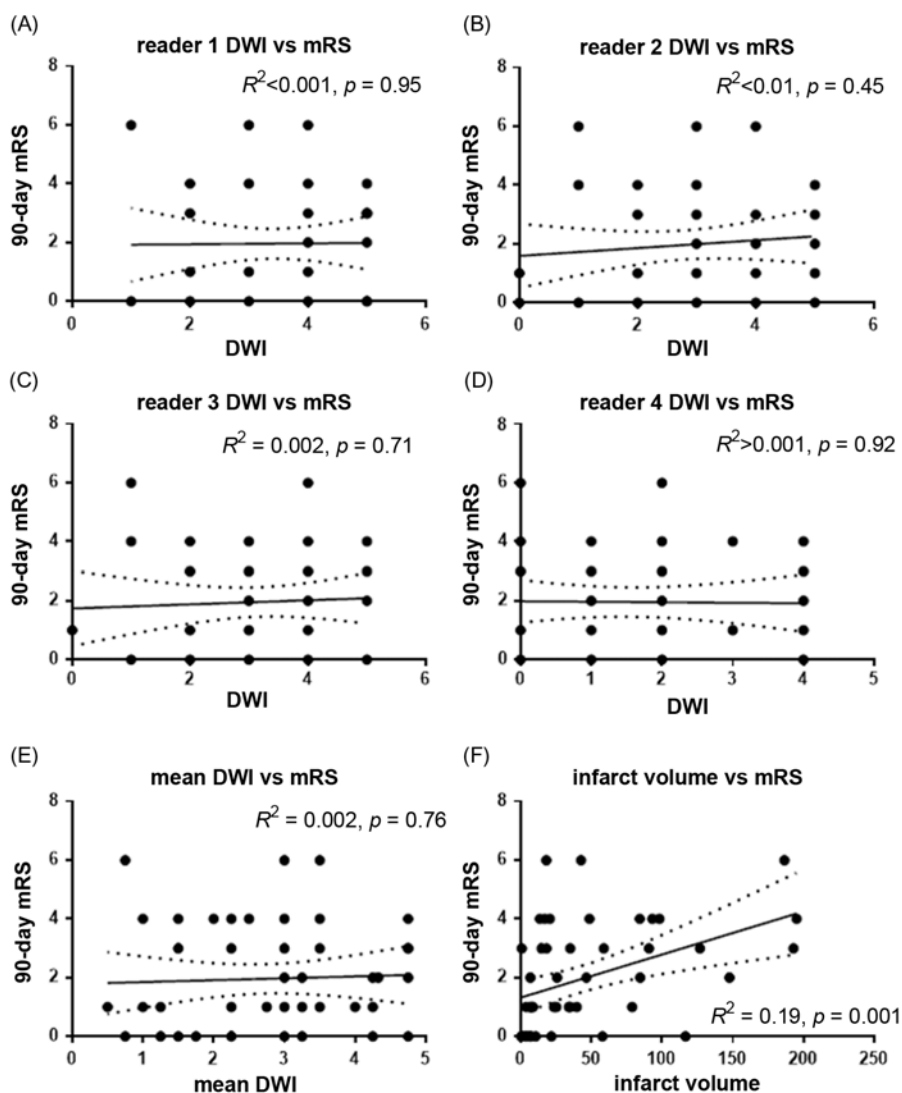 (A)
reader 1 DWI vs mRS
R²<0.001, p = 0.95
90-day mRS
8
6
4
2
0
0 2 4 6
DWI
(B)
reader 2 DWI vs mRS
R²<0.01, p = 0.45
90-day mRS
8
6
4
2
0
0 2 4 6
DWI
(C)
reader 3 DWI vs mRS
R² = 0.002, p = 0.71
90-day mRS
8
6
4
2
0
0 2 4 6
DWI
(D)
reader 4 DWI vs mRS
R²>0.001, p = 0.92
90-day mRS
8
6
4
2
0
0 1 2 3 4 5
DWI
(E)
mean DWI vs mRS
R² = 0.002, p = 0.76
90-day mRS
8
6
4
2
0
0 1 2 3 4 5
mean DWI
(F)
infarct volume vs mRS
90-day mRS
8
6
4
2
0
R² = 0.19, p = 0.001
0 50 100 150 200 250
infarct volume